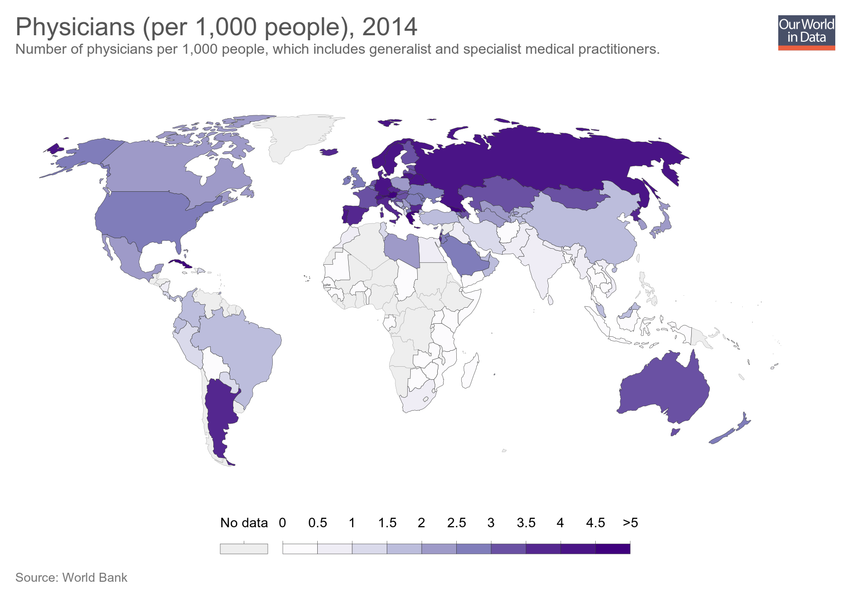 Physicians (per 1,000 people), 2014
Our World
in Data
Number of physicians per 1,000 people, which includes generalist and specialist medical practitioners.
No data 0 0.5 1 1.5 2 2.5 3 3.5 4 4.5 >5
Source: World Bank